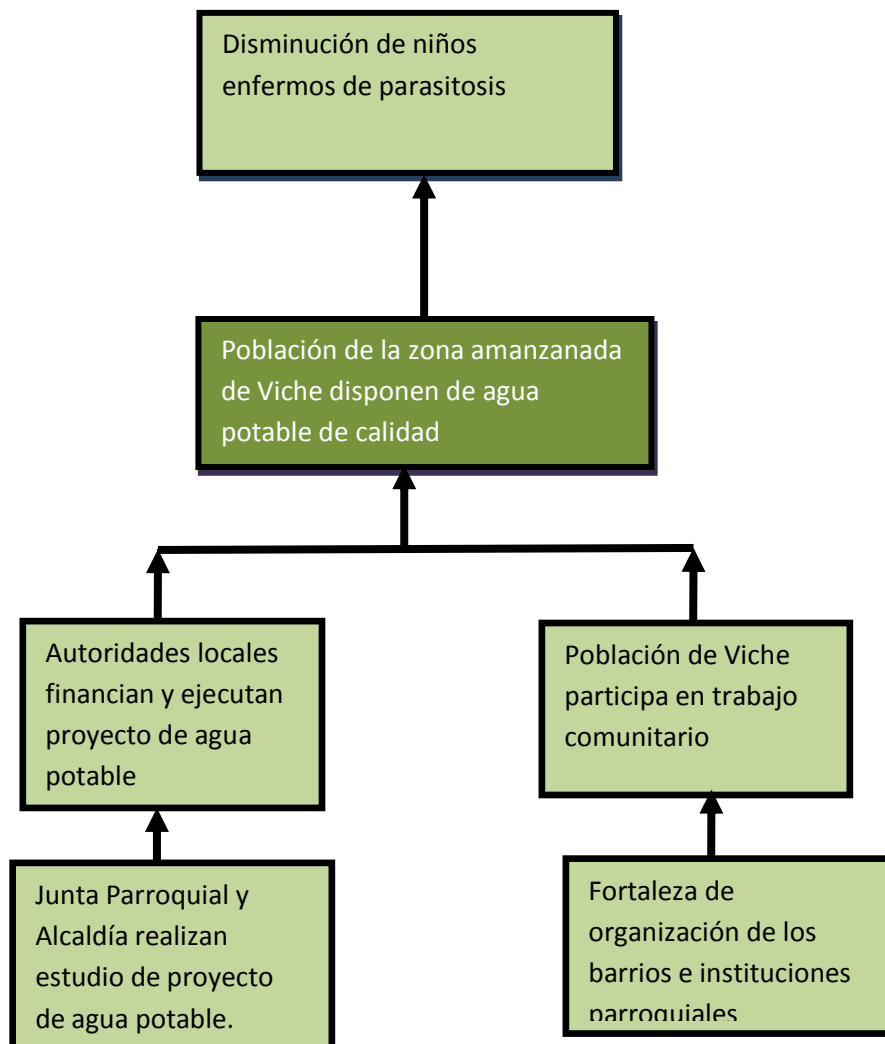 Disminución de niños
enfermos de parasitosis
Población de la zona amanzanada
de Viche disponen de agua
potable de calidad
Autoridades locales
financian y ejecutan
proyecto de agua
potable
Población de Viche
participa en trabajo
comunitario
Junta Parroquial y
Alcaldía realizan
estudio de proyecto
de agua potable.
Fortaleza de
organización de los
barrios e instituciones
parroquiales